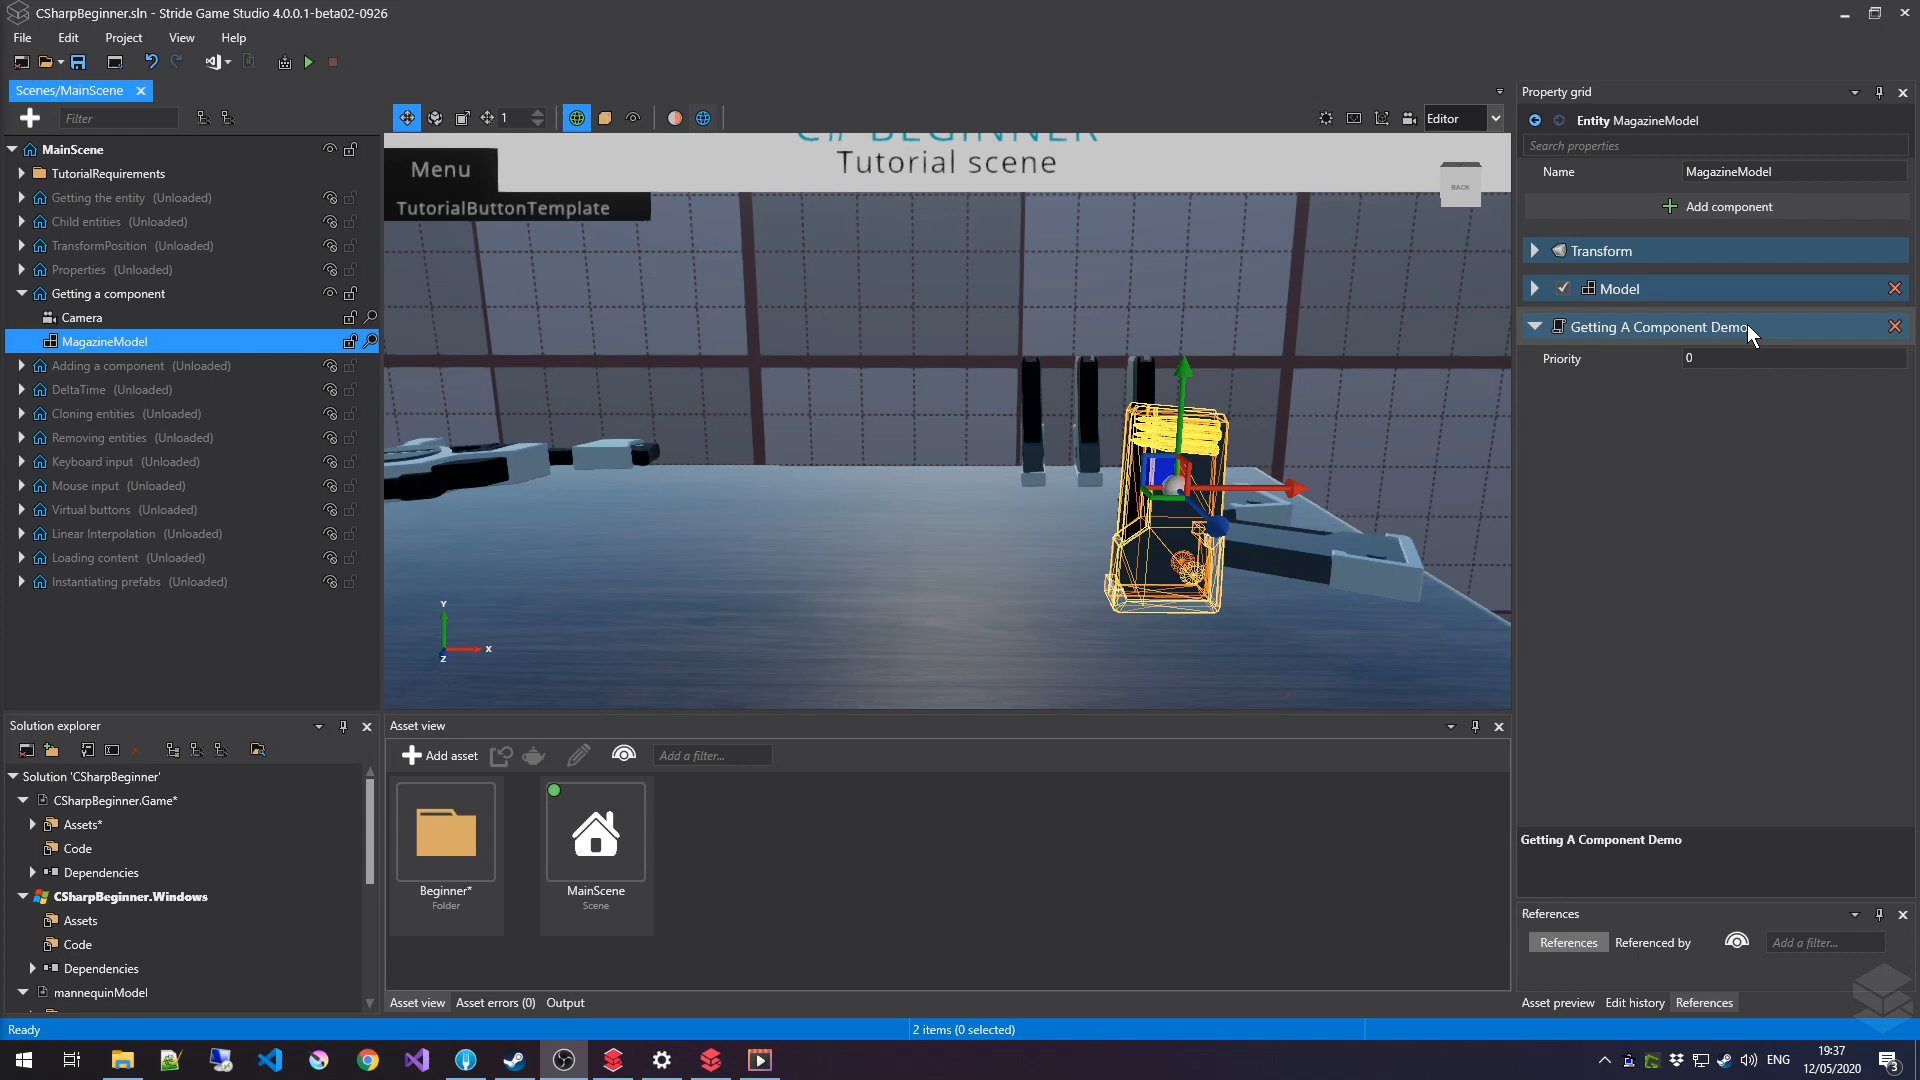 CSharpBeginner.sln - Stride Game Studio 4.0.0.1-beta02-0926
File Edit Project View Help
Scenes/MainScene
Filter
MainScene
TutorialRequirements
Getting the entity (Unloaded)
Child entities (Unloaded)
TransformPosition (Unloaded)
Properties (Unloaded)
Getting a component
Camera
MagazineModel
Adding a component (Unloaded)
DeltaTime (Unloaded)
Cloning entities (Unloaded)
Removing entities (Unloaded)
Keyboard input (Unloaded)
Mouse input (Unloaded)
Virtual buttons (Unloaded)
Linear Interpolation (Unloaded)
Loading content (Unloaded)
Instantiating prefabs (Unloaded)
1
Editor
C# BEGINNER
Tutorial scene
Menu
TutorialButtonTemplate
BACK
Y
X
Z
Property grid
Entity MagazineModel
Search properties
Name MagazineModel
Add component
Transform
Model
Getting A Component Demo
Priority 0
Getting A Component Demo
References
References Referenced by Add a filter...
Asset preview Edit history References
Solution explorer
Solution 'CSharpBeginner'
CSharpBeginner.Game*
Assets*
Code
Dependencies
CSharpBeginner.Windows
Assets
Code
Dependencies
mannequinModel
Asset view
Add asset Add a filter...
Beginner*
Folder
MainScene
Scene
Asset view Asset errors (0) Output
Ready
2 items (0 selected)
ENG
19:37
12/05/2020
3